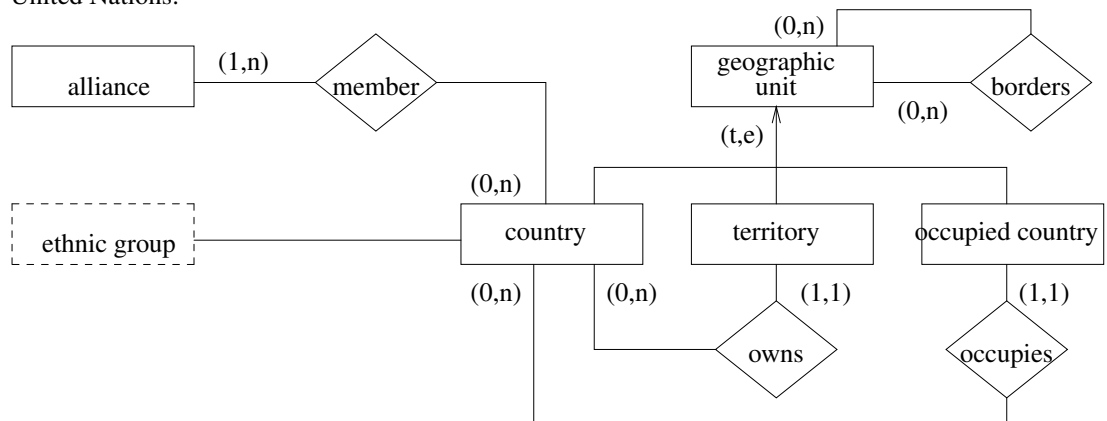 United Nations.
(0,n)
(1,n)
geographic
unit
alliance
member
borders
(0,n)
(t,e)
(0,n)
ethnic group
country
territory
occupied country
(0,n)
(0,n)
(1,1)
(1,1)
owns
occupies